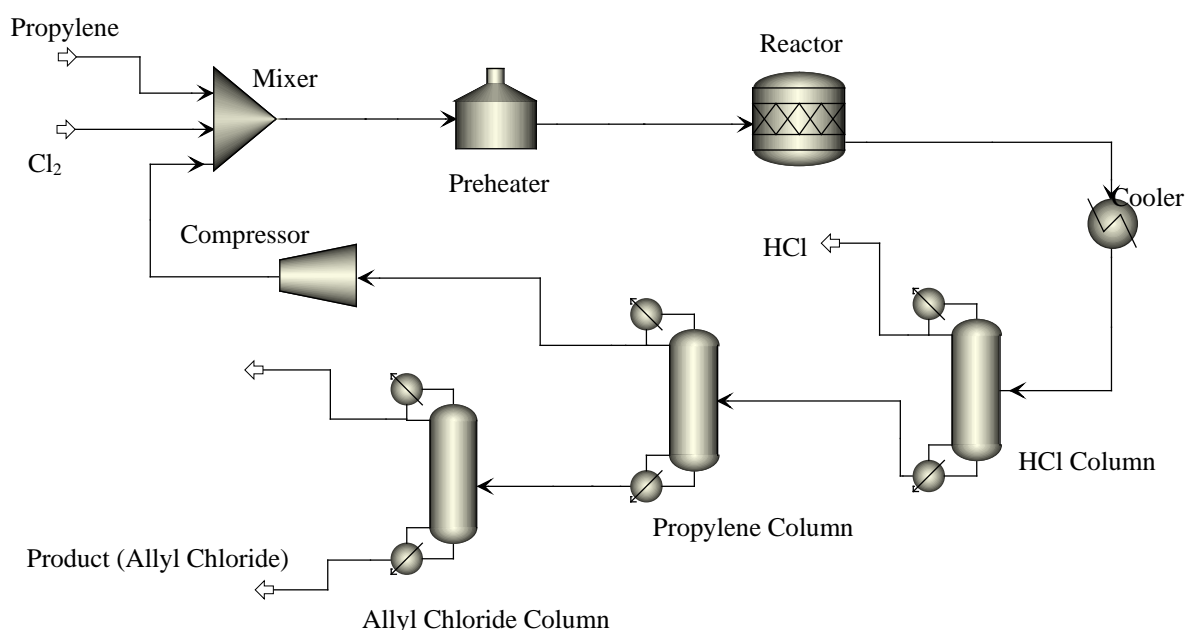 Propylene
Reactor
Mixer
Cl₂
Preheater
Cooler
Compressor
HCl
HCl Column
Propylene Column
Product (Allyl Chloride)
Allyl Chloride Column